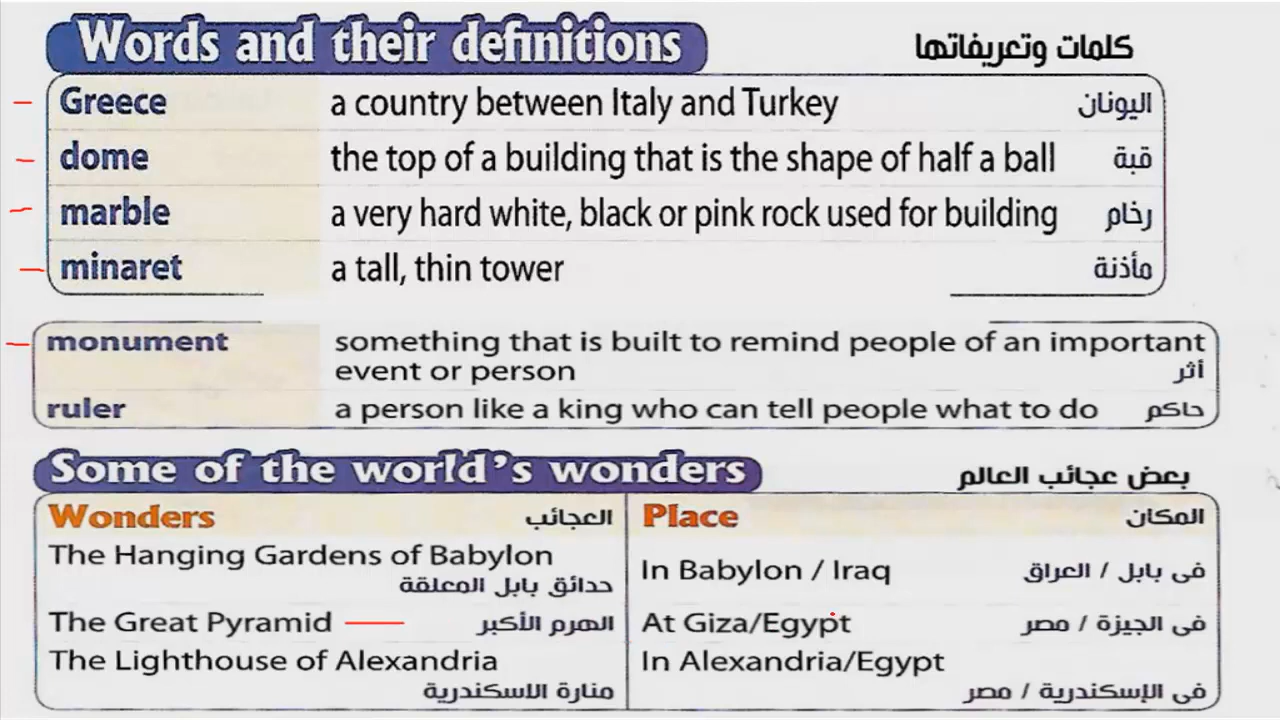 Words and their definitions كلمات وتعريفاتها
Greece a country between Italy and Turkey اليونان
dome the top of a building that is the shape of half a ball قبة
marble a very hard white, black or pink rock used for building رخام
minaret a tall, thin tower مأذنة
monument something that is built to remind people of an important
event or person أثر
ruler a person like a king who can tell people what to do حاكم
Some of the world's wonders بعض عجائب العالم
Wonders العجائب Place المكان
The Hanging Gardens of Babylon
حدائق بابل المعلقة
In Babylon / Iraq فى بابل / العراق
The Great Pyramid الهرم الأكبر At Giza/Egypt فى الجيزة / مصر
The Lighthouse of Alexandria In Alexandria/Egypt
منارة الاسكندرية فى الإسكندرية / مصر